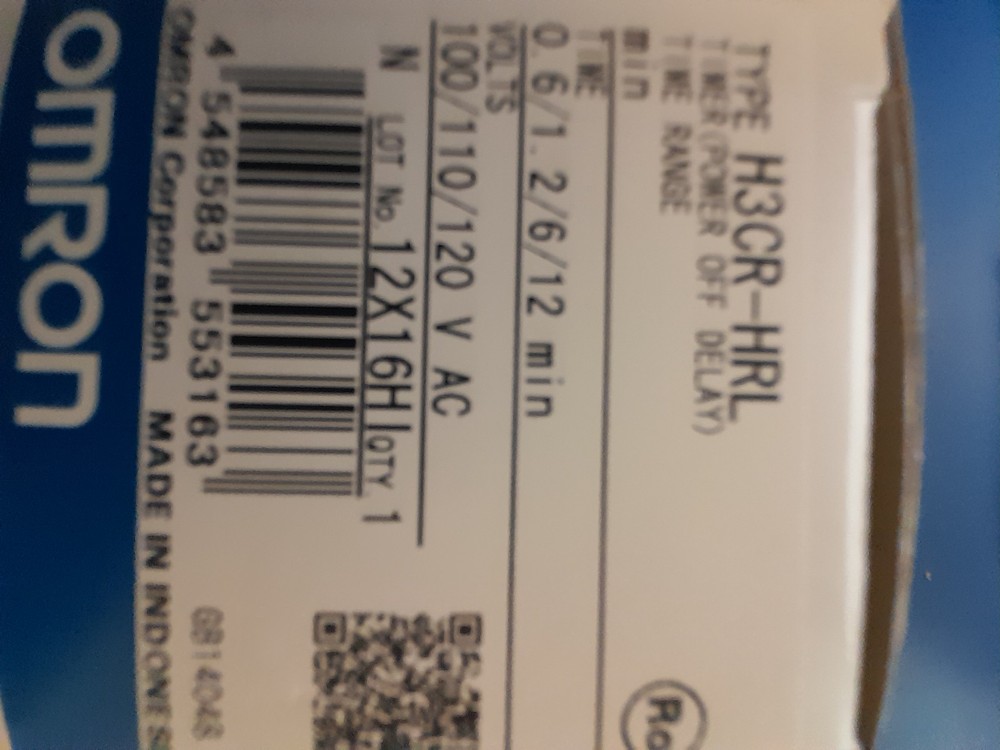 TYPE H3CR-HRL
TIMER(POWER OFF DELAY)
TIME RANGE
min
TIME
0.6/1.2/6/12 min
VOLTS
100/110/120 V AC
N LOT No. 12X16H QTY. 1
4 548583 553163
OMRON Corporation MADE IN INDONES
omron